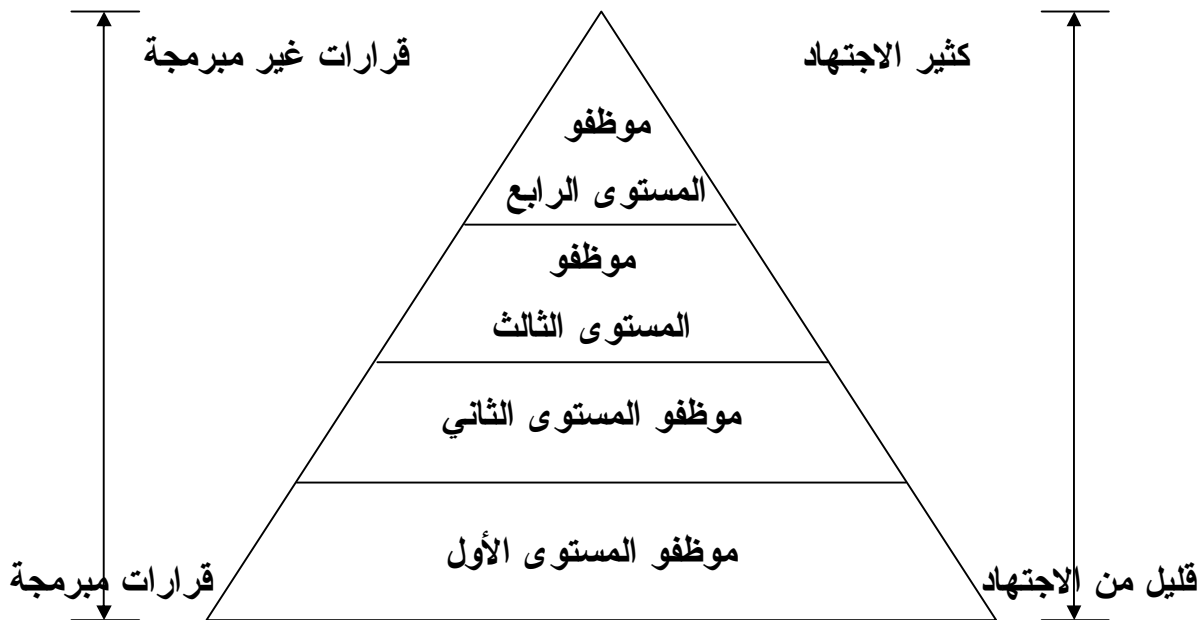 كثير الاجتهاد
قرارات غير مبرمجة
موظفو
المستوى الرابع
موظفو
المستوى الثالث
موظفو المستوى الثاني
موظفو المستوى الأول
قليل من الاجتهاد
قرارات مبرمجة